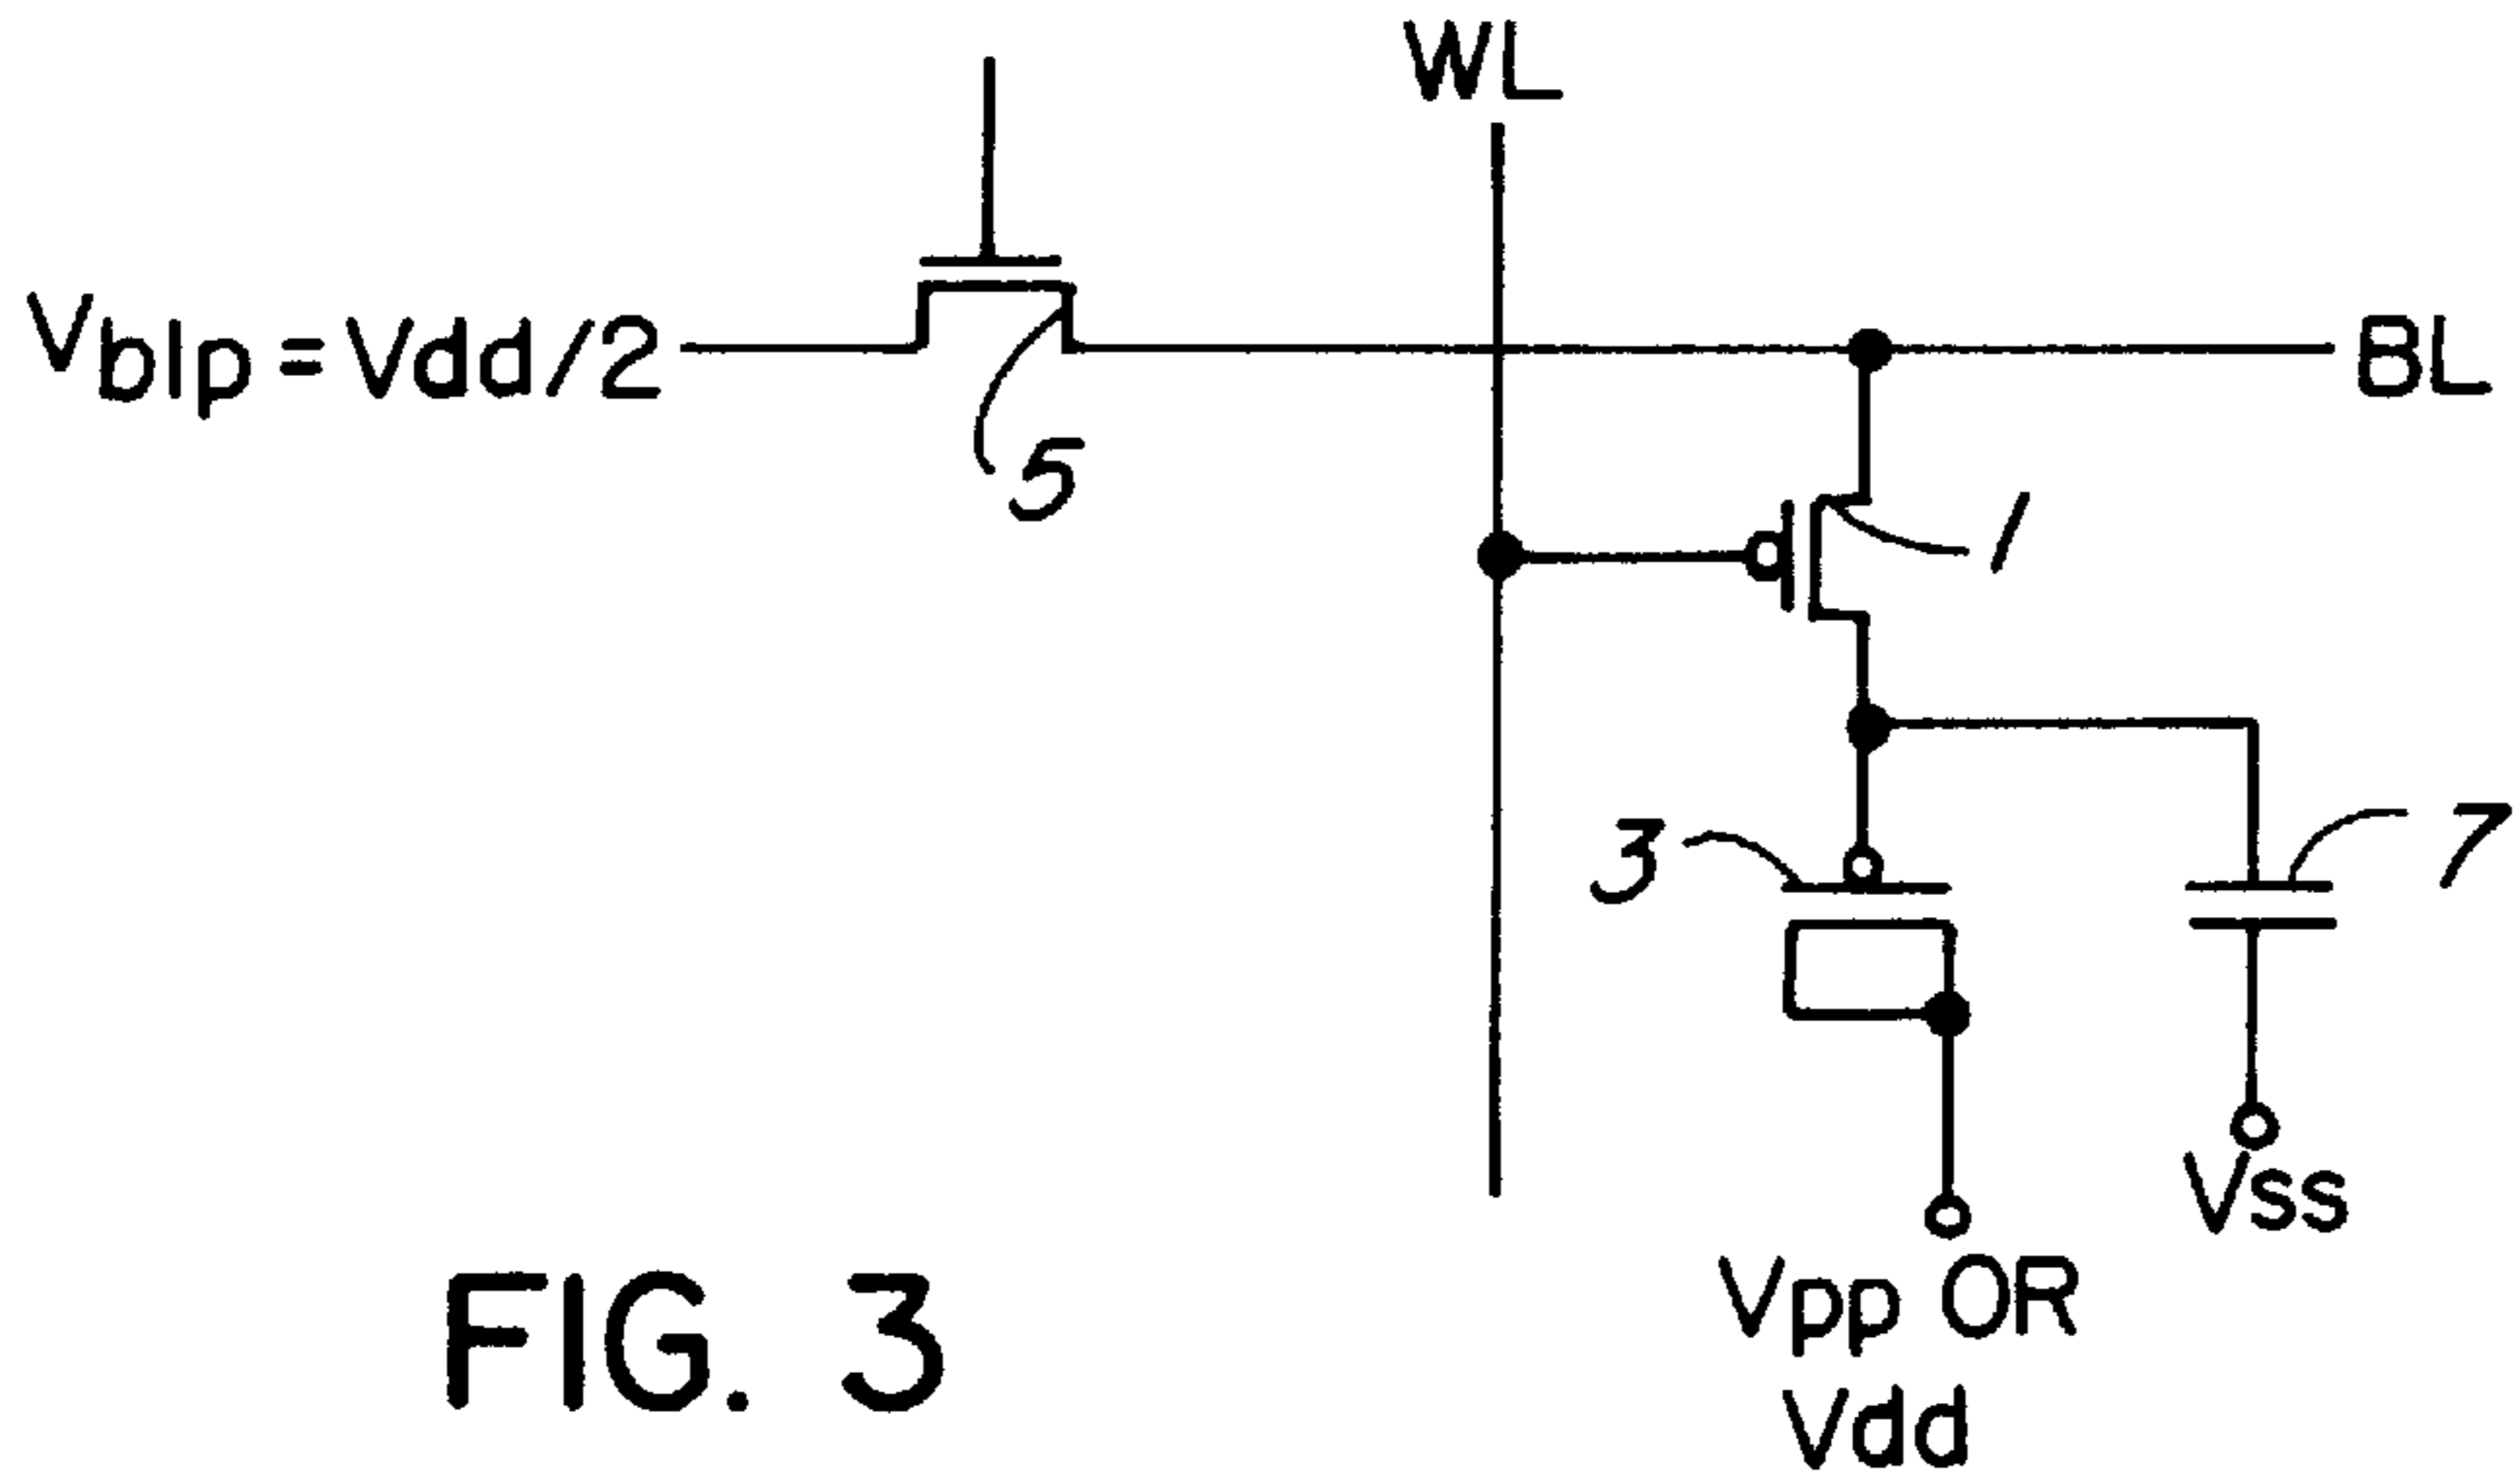 WL
Vblp=Vdd/2
BL
5
1
3
7
Vss
Vpp OR
Vdd
FIG. 3